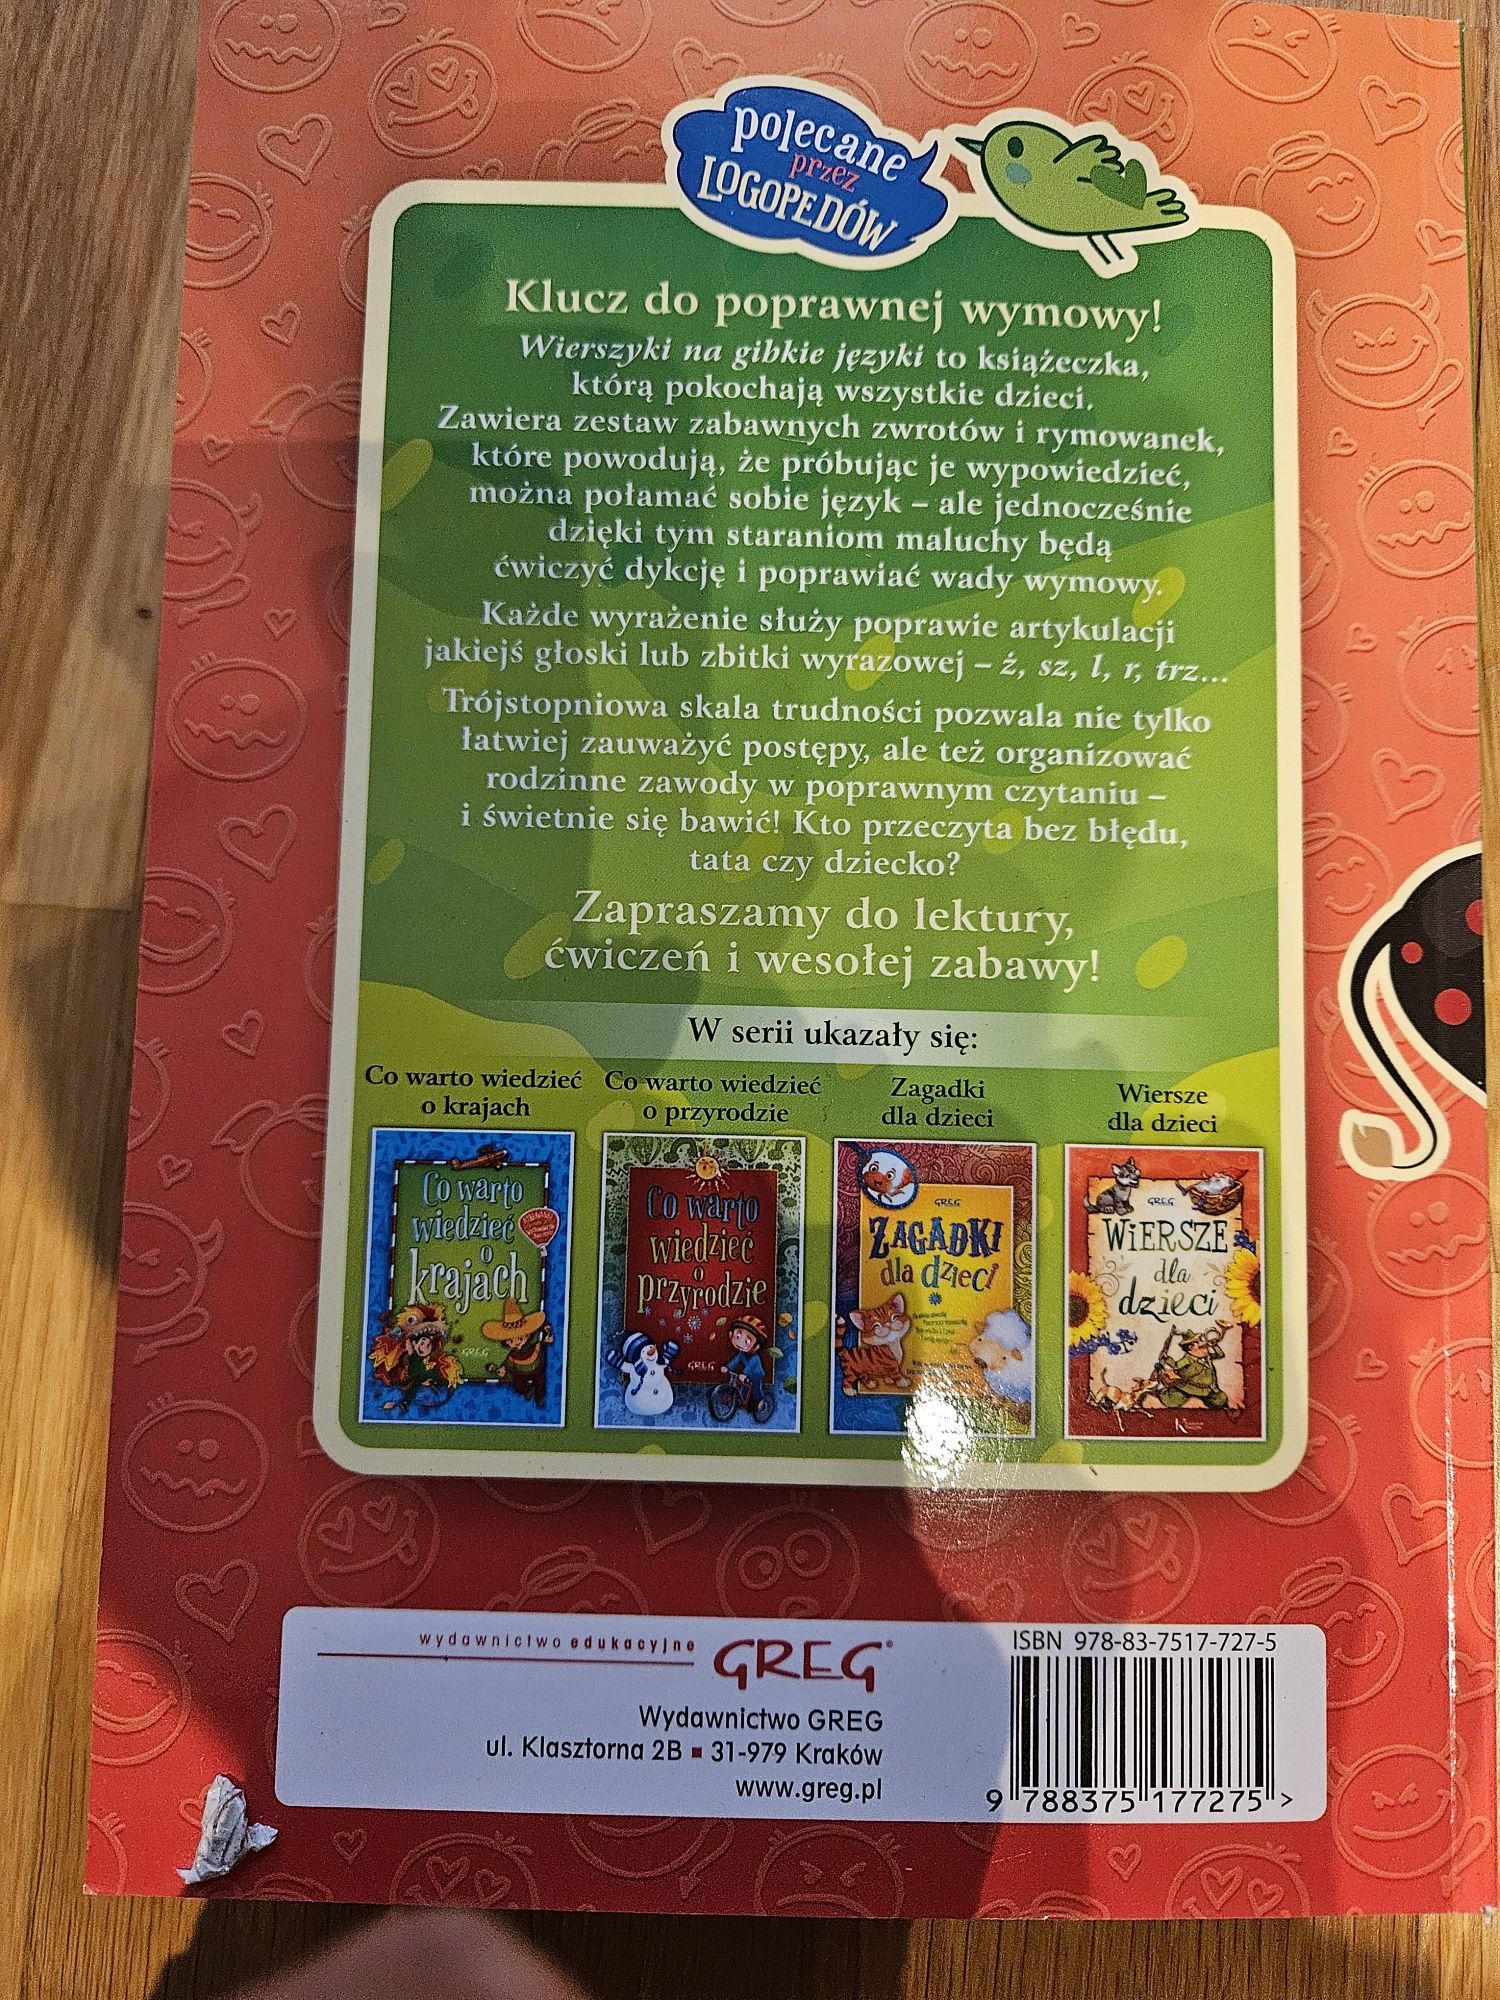 polecane
przez
LOGOPEDÓW
Klucz do poprawnej wymowy!
Wierszyki na gibkie języki to książeczka,
którą pokochają wszystkie dzieci.
Zawiera zestaw zabawnych zwrotów i rymowanek,
które powodują, że próbując je wypowiedzieć,
można połamać sobie język – ale jednocześnie
dzięki tym staraniom maluchy będą
ćwiczyć dykcję i poprawiać wady wymowy.
Każde wyrażenie służy poprawie artykulacji
jakiejś głoski lub zbitki wyrazowej – ż, sz, l, r, trz...
Trójstopniowa skala trudności pozwala nie tylko
łatwiej zauważyć postępy, ale też organizować
rodzinne zawody w poprawnym czytaniu –
i świetnie się bawić! Kto przeczyta bez błędu,
tata czy dziecko?
Zapraszamy do lektury,
ćwiczeń i wesołej zabawy!
W serii ukazały się:
Co warto wiedzieć
o krajach
Co warto wiedzieć
o przyrodzie
Zagadki
dla dzieci
Wiersze
dla dzieci
Co warto
wiedzieć
o
krajach
GREG
Co warto
wiedzieć
o
przyrodzie
GREG
GREG
ZAGADKI
dla dzieci
GREG
WIERSZE
dla
dzieci
wydawnictwo edukacyjne
GREG®
Wydawnictwo GREG
ul. Klasztorna 2B ▪ 31-979 Kraków
www.greg.pl
ISBN 978-83-7517-727-5
9 788375 177275 >